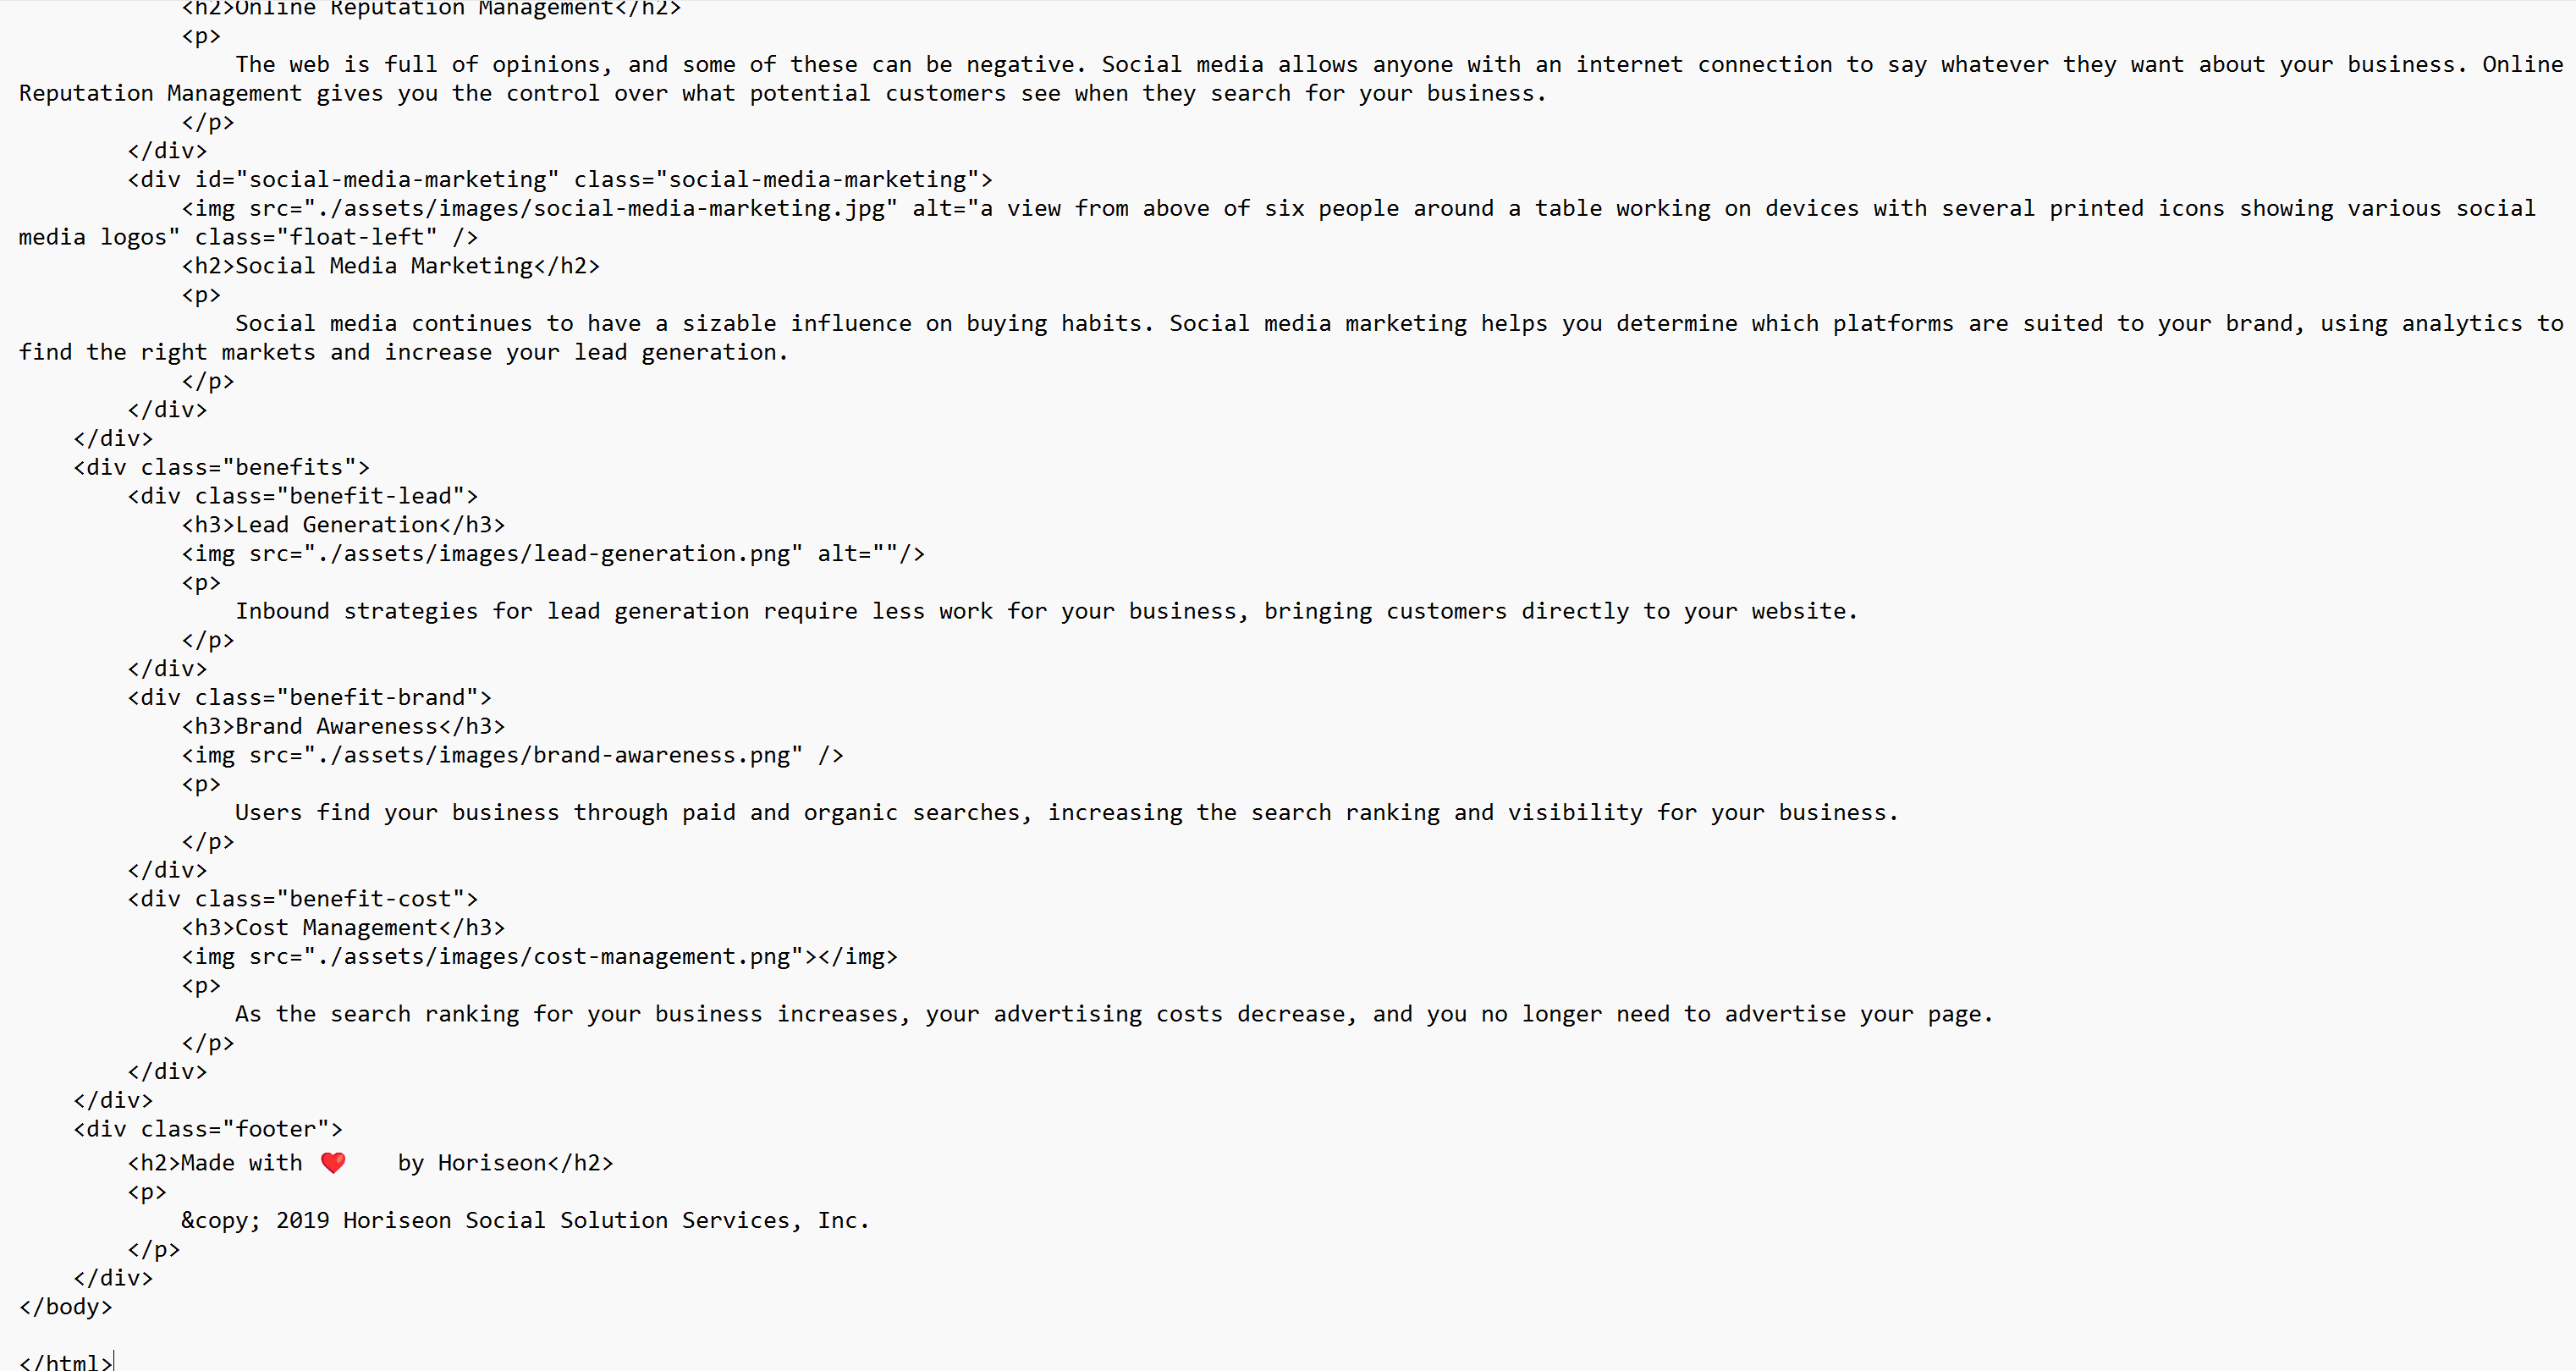 <h2>Online Reputation Management</h2>
<p>
The web is full of opinions, and some of these can be negative. Social media allows anyone with an internet connection to say whatever they want about your business. Online
Reputation Management gives you the control over what potential customers see when they search for your business.
</p>
</div>
<div id="social-media-marketing" class="social-media-marketing">
<img src="./assets/images/social-media-marketing.jpg" alt="a view from above of six people around a table working on devices with several printed icons showing various social
media logos" class="float-left" />
<h2>Social Media Marketing</h2>
<p>
Social media continues to have a sizable influence on buying habits. Social media marketing helps you determine which platforms are suited to your brand, using analytics to
find the right markets and increase your lead generation.
</p>
</div>
</div>
<div class="benefits">
<div class="benefit-lead">
<h3>Lead Generation</h3>
<img src="./assets/images/lead-generation.png" alt=""/>
<p>
Inbound strategies for lead generation require less work for your business, bringing customers directly to your website.
</p>
</div>
<div class="benefit-brand">
<h3>Brand Awareness</h3>
<img src="./assets/images/brand-awareness.png" />
<p>
Users find your business through paid and organic searches, increasing the search ranking and visibility for your business.
</p>
</div>
<div class="benefit-cost">
<h3>Cost Management</h3>
<img src="./assets/images/cost-management.png"></img>
<p>
As the search ranking for your business increases, your advertising costs decrease, and you no longer need to advertise your page.
</p>
</div>
</div>
<div class="footer">
<h2>Made with ❤️ by Horiseon</h2>
<p>
&copy; 2019 Horiseon Social Solution Services, Inc.
</p>
</div>
</body>
</html>